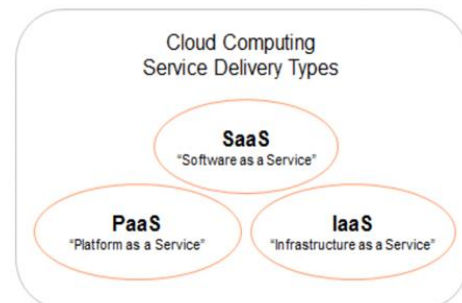 Cloud Computing
Service Delivery Types
SaaS
"Software as a Service"
PaaS
"Platform as a Service"
IaaS
"Infrastructure as a Service"